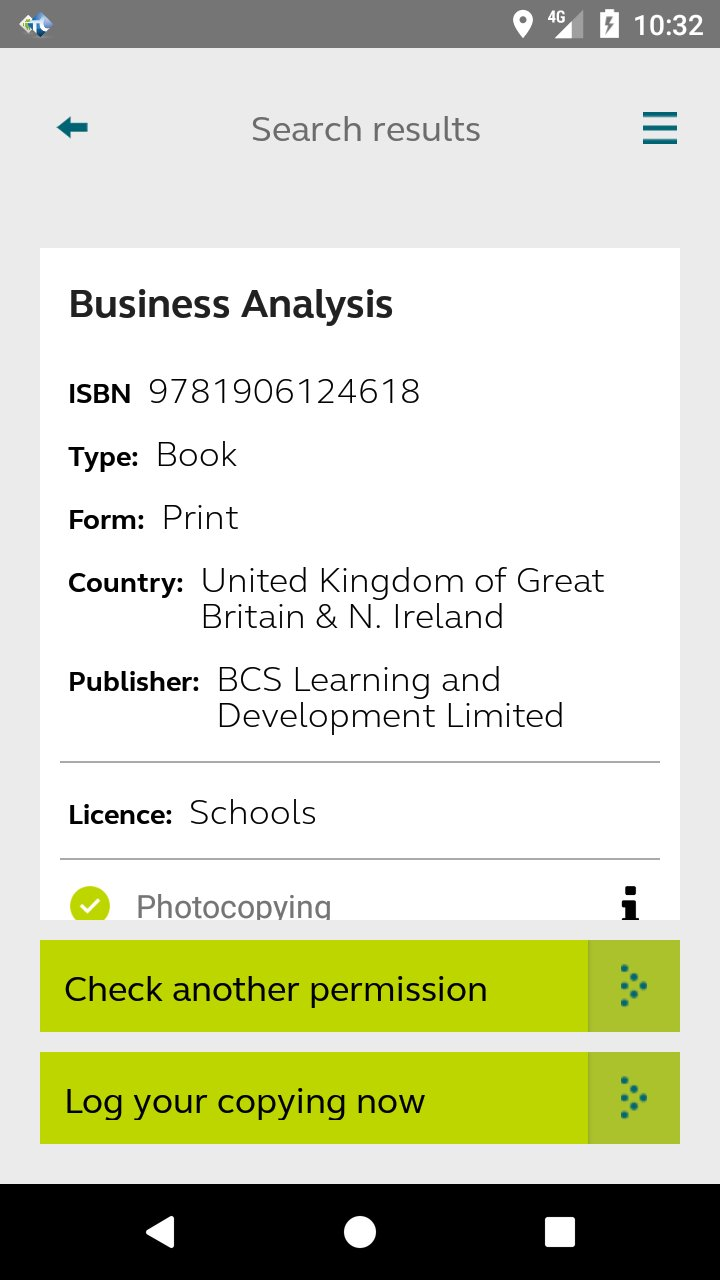 4G 10:32
Search results
Business Analysis
ISBN 9781906124618
Type: Book
Form: Print
Country: United Kingdom of Great
Britain & N. Ireland
Publisher: BCS Learning and
Development Limited
Licence: Schools
Photocopying
Check another permission
Log your copying now